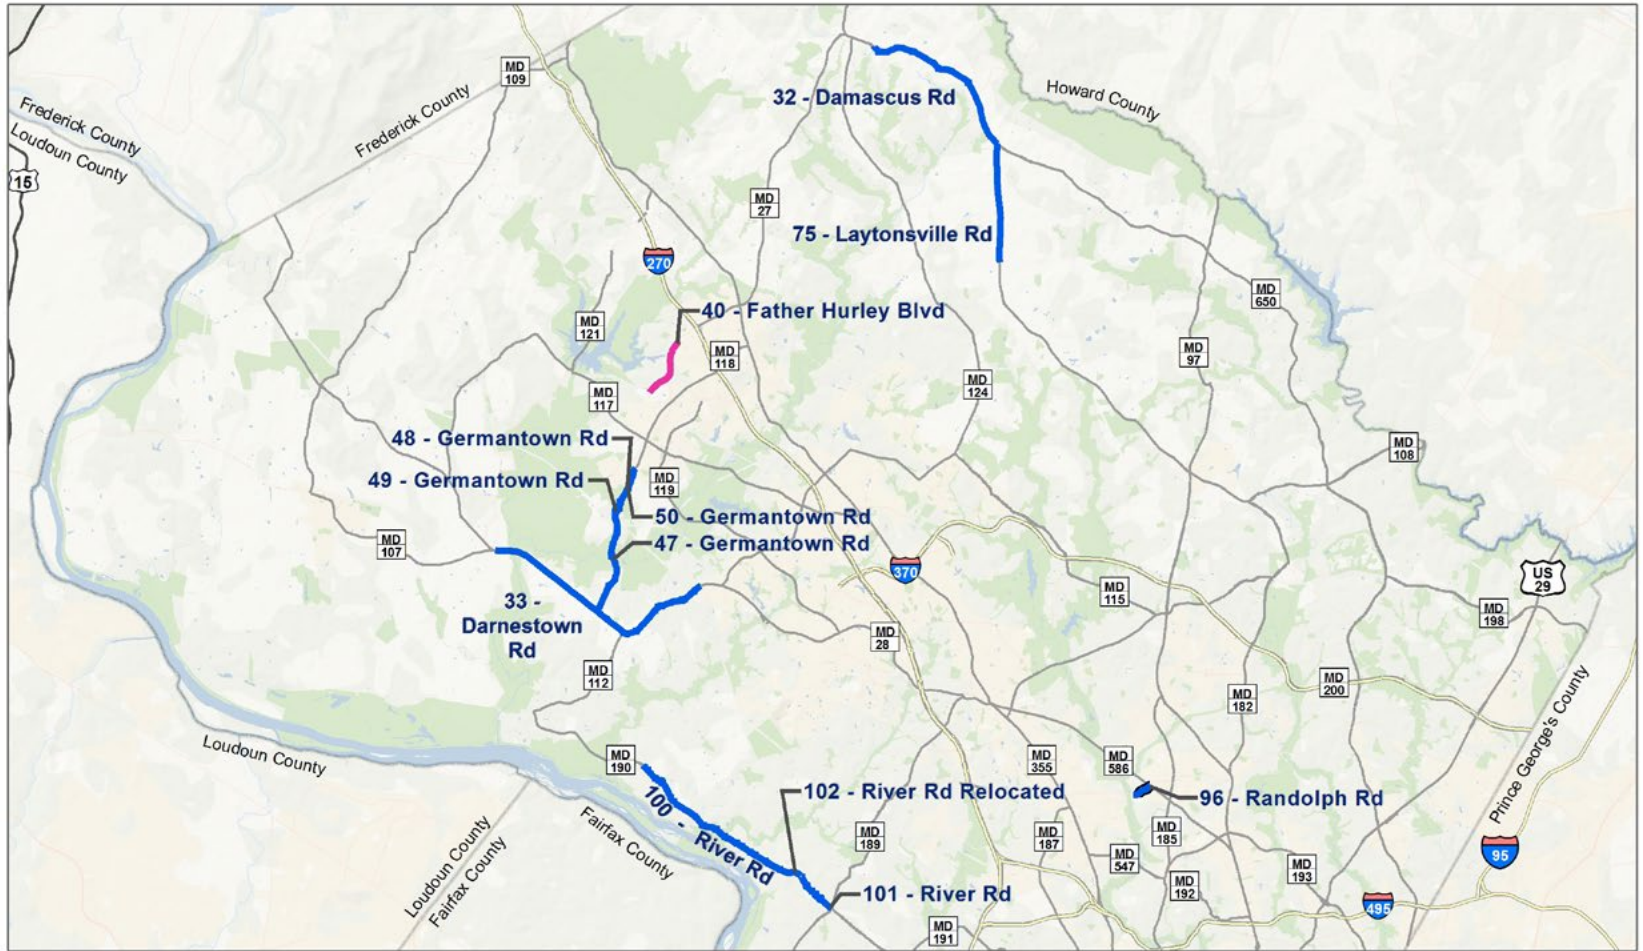 MD
109
Frederick County
Howard County
32 - Damascus Rd
Frederick County
Loudoun County
15
MD
27
75 - Laytonsville Rd
270
MD
650
40 - Father Hurley Blvd
MD
121
MD
118
MD
97
MD
124
MD
117
48 - Germantown Rd
MD
108
49 - Germantown Rd
MD
119
50 - Germantown Rd
MD
107
47 - Germantown Rd
370
US
29
MD
115
MD
198
33 -
Darnestown
Rd
MD
28
MD
112
MD
200
MD
182
Prince George's County
Loudoun County
MD
190
MD
355
MD
586
102 - River Rd Relocated
96 - Randolph Rd
100 - River Rd
MD
189
MD
187
MD
185
Fairfax County
Loudoun County
Fairfax County
MD
547
95
MD
193
MD
192
101 - River Rd
495
MD
191